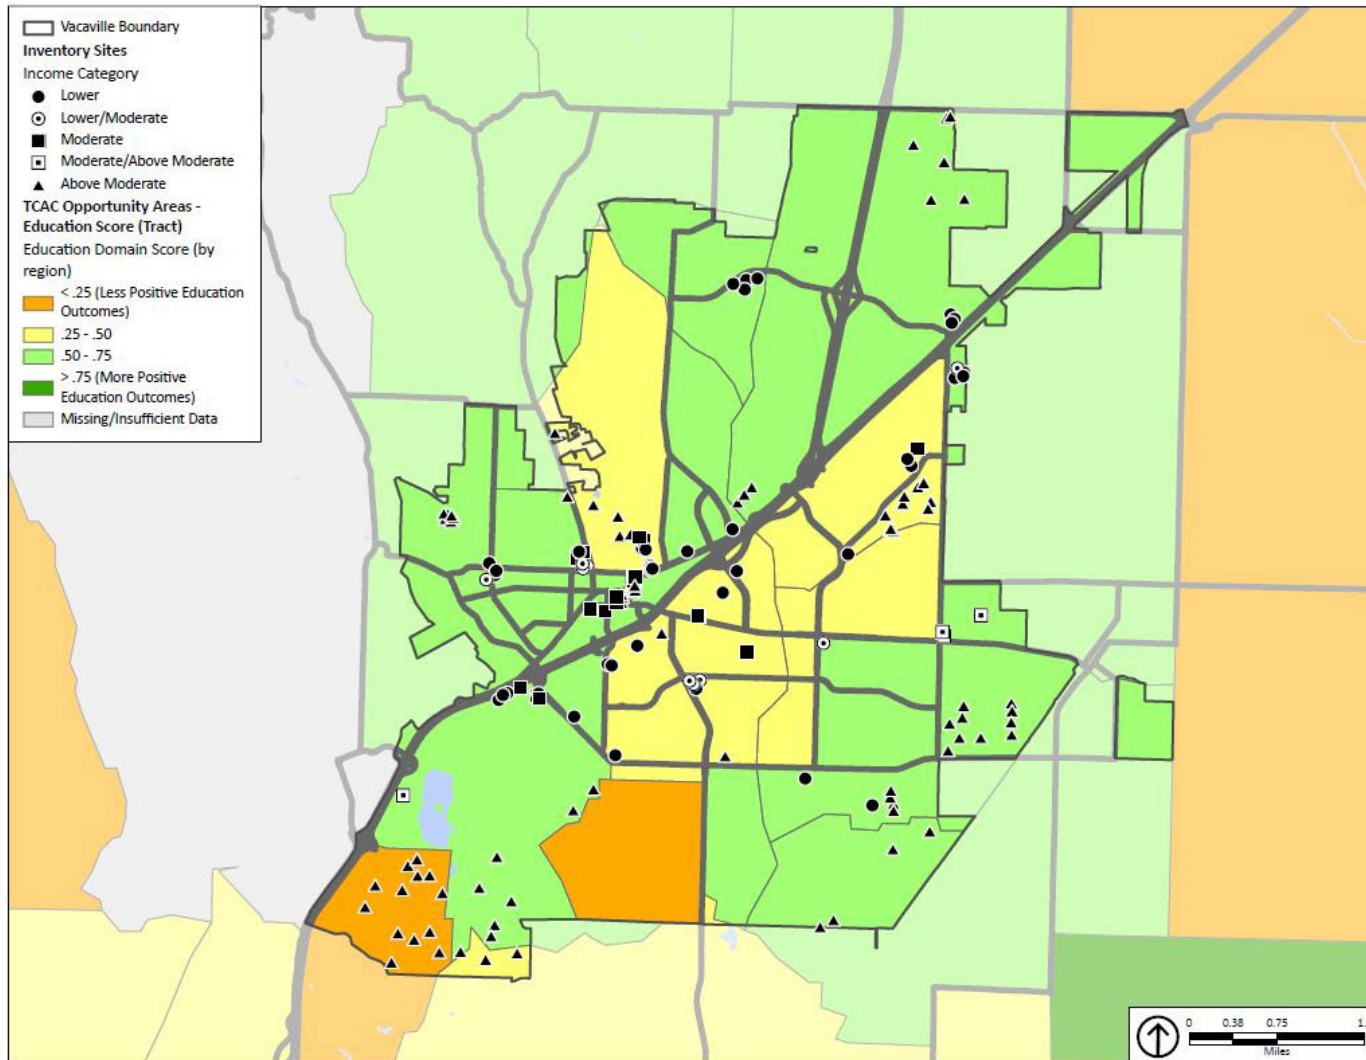 Vacaville Boundary
Inventory Sites
Income Category
Lower
Lower/Moderate
Moderate
Moderate/Above Moderate
Above Moderate
TCAC Opportunity Areas -
Education Score (Tract)
Education Domain Score (by
region)
< .25 (Less Positive Education
Outcomes)
.25 - .50
.50 - .75
> .75 (More Positive
Education Outcomes)
Missing/Insufficient Data
0 0.38 0.75
Miles